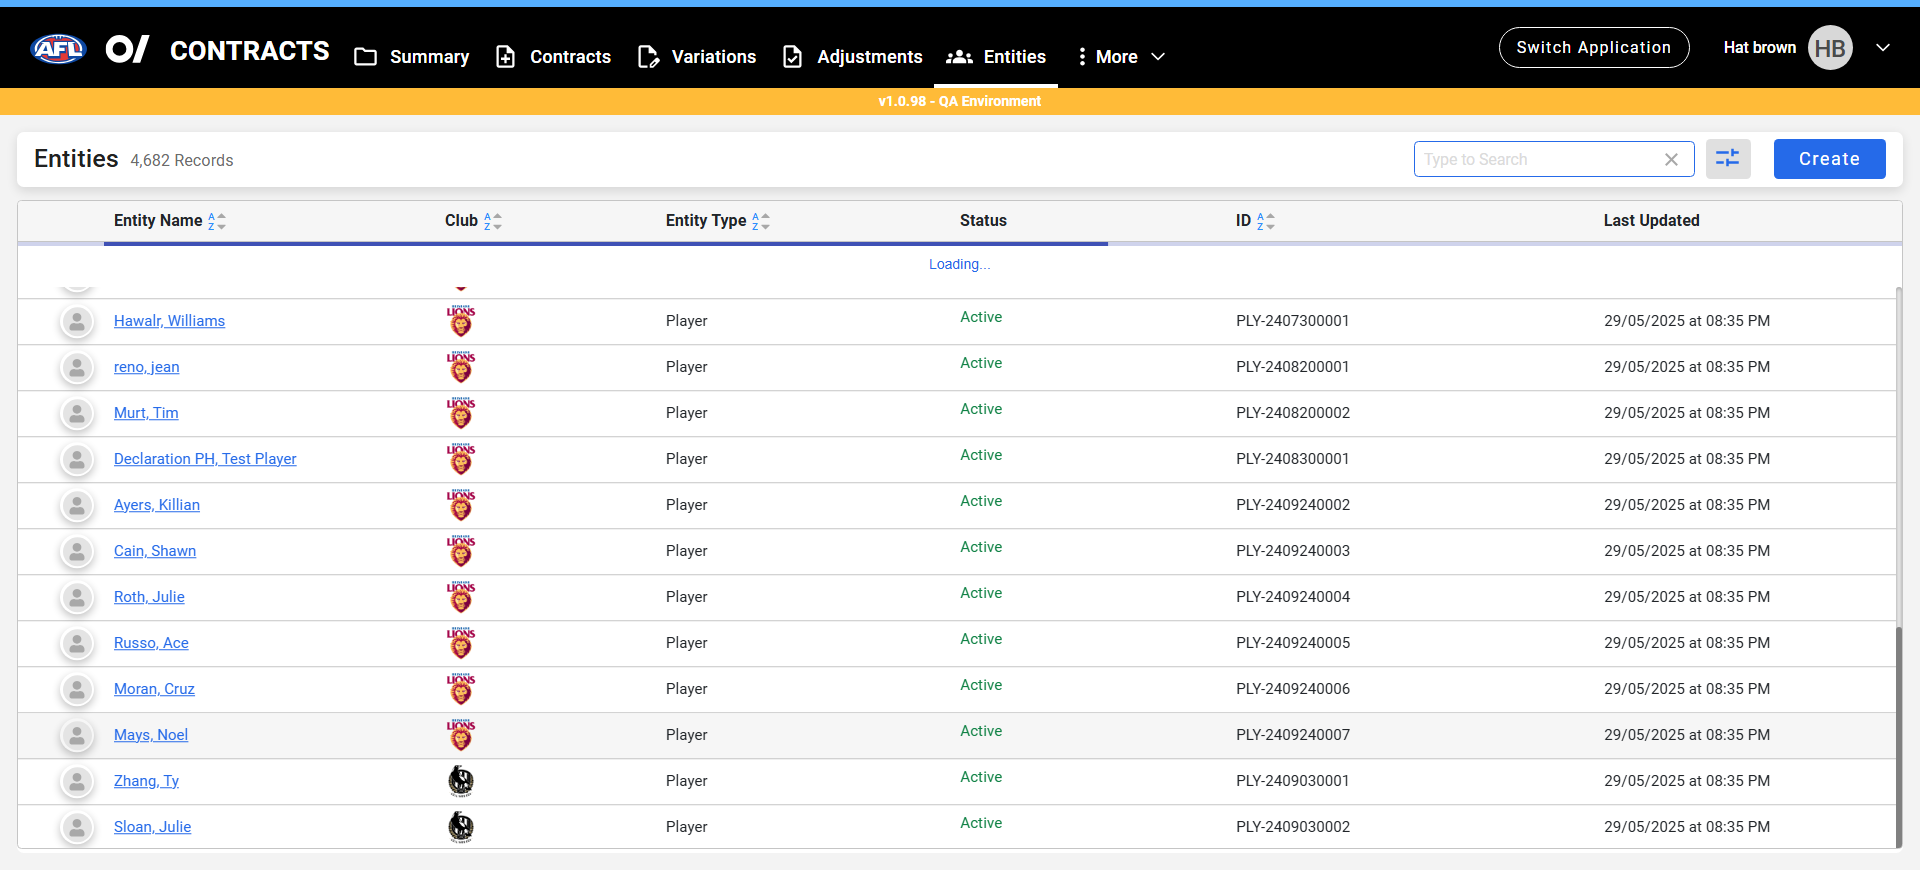 AFL CONTRACTS Summary Contracts Variations Adjustments Entities More Switch Application Hat brown HB
v1.0.98 - QA Environment
Entities 4,682 Records Type to Search Create
Entity Name Club Entity Type Status ID Last Updated
Loading...
Hawalr, Williams LIONS Player Active PLY-2407300001 29/05/2025 at 08:35 PM
reno, jean LIONS Player Active PLY-2408200001 29/05/2025 at 08:35 PM
Murt, Tim LIONS Player Active PLY-2408200002 29/05/2025 at 08:35 PM
Declaration PH, Test Player LIONS Player Active PLY-2408300001 29/05/2025 at 08:35 PM
Ayers, Killian LIONS Player Active PLY-2409240002 29/05/2025 at 08:35 PM
Cain, Shawn LIONS Player Active PLY-2409240003 29/05/2025 at 08:35 PM
Roth, Julie LIONS Player Active PLY-2409240004 29/05/2025 at 08:35 PM
Russo, Ace LIONS Player Active PLY-2409240005 29/05/2025 at 08:35 PM
Moran, Cruz LIONS Player Active PLY-2409240006 29/05/2025 at 08:35 PM
Mays, Noel LIONS Player Active PLY-2409240007 29/05/2025 at 08:35 PM
Zhang, Ty Player Active PLY-2409030001 29/05/2025 at 08:35 PM
Sloan, Julie Player Active PLY-2409030002 29/05/2025 at 08:35 PM